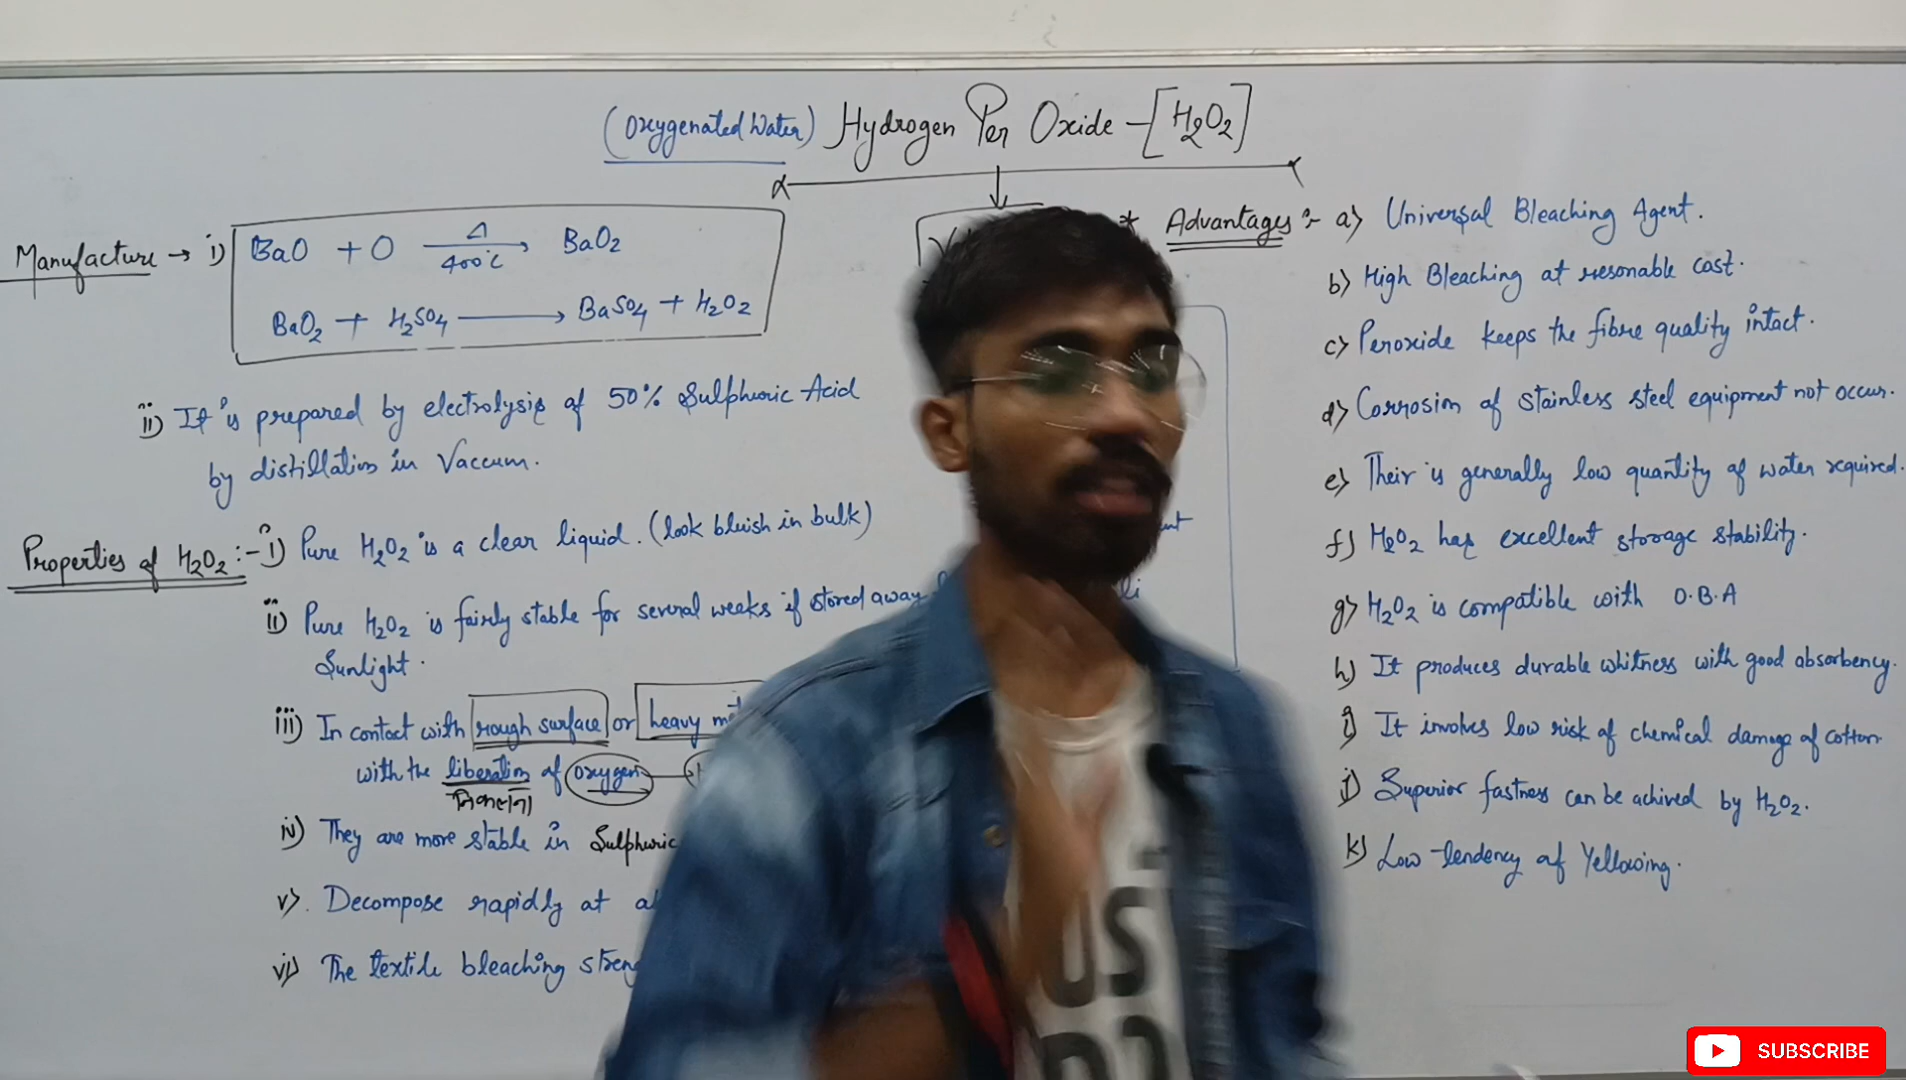 (Oxygenated Water) Hydrogen Per Oxide - [H2O2]
Manufacture → i) BaO + O Δ 400°C → BaO2
BaO2 + H2SO4 → BaSO4 + H2O2
ii) It is prepared by electrolysis of 50% Sulphuric Acid
by distillation in Vaccum.
Properties of H2O2 :- i) Pure H2O2 is a clear liquid. (look bluish in bulk)
ii) Pure H2O2 is fairly stable for several weeks if stored away
Sunlight.
iii) In contact with rough surface or heavy
with the liberation of oxygen
निकालना
iv) They are more stable in Sulphuric
v). Decompose rapidly at
vi) The textile bleaching
* Advantages :- a) Universal Bleaching Agent.
b) High Bleaching at resonable cost.
c) Peroxide keeps the fibre quality intact.
d) Corrosion of stainless steel equipment not occur.
e) Their is generally low quantity of water required.
f) H2O2 has excellent storage stability.
g) H2O2 is compatible with O.B.A
h) It produces durable whitness with good absorbency.
i) It involves low risk of chemical damage of cotton
j) Superior fastness can be achived by H2O2.
k) Low tendency of Yellowing.
US
SUBSCRIBE